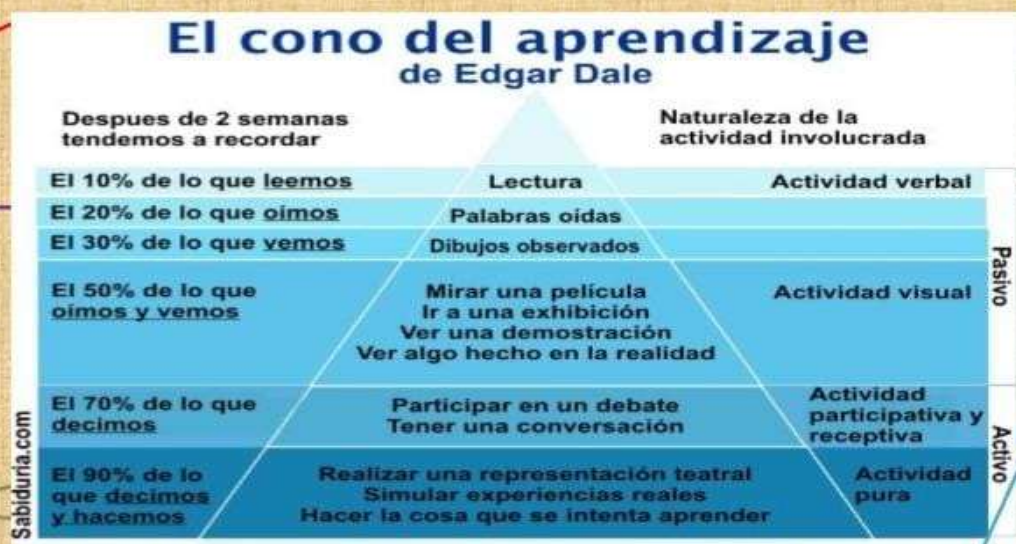 El cono del aprendizaje
de Edgar Dale
Despues de 2 semanas
tendemos a recordar
Naturaleza de la
actividad involucrada
El 10% de lo que leemos
Lectura
Actividad verbal
El 20% de lo que oimos
Palabras oídas
El 30% de lo que vemos
Dibujos observados
El 50% de lo que
oimos y vemos
Mirar una película
Ir a una exhibición
Ver una demostración
Ver algo hecho en la realidad
Actividad visual
Pasivo
El 70% de lo que
decimos
Participar en un debate
Tener una conversación
Actividad
participativa y
receptiva
El 90% de lo
que decimos
y hacemos
Realizar una representación teatral
Simular experiencias reales
Hacer la cosa que se intenta aprender
Actividad
pura
Activo
Sabiduria.com